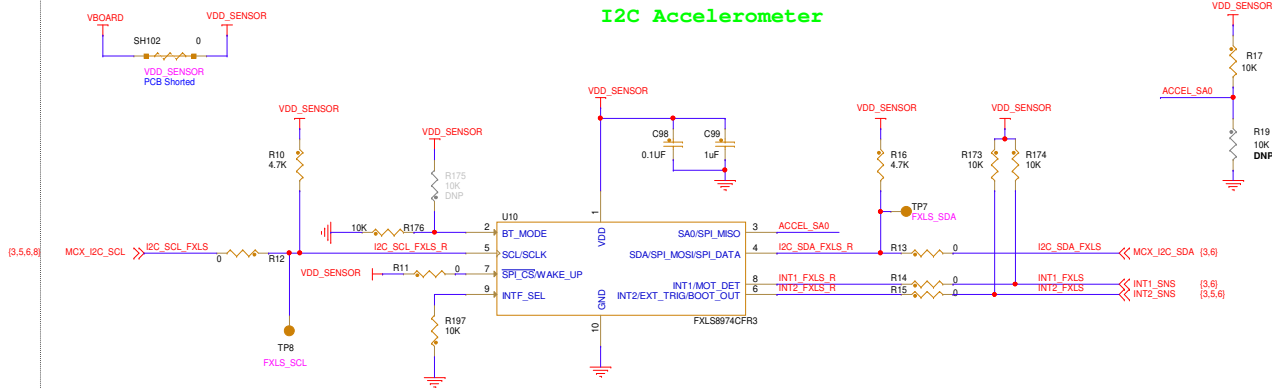 I2C Accelerometer
VBOARD
VDD_SENSOR
SH102
0
VDD_SENSOR
PCB Shorted
VDD_SENSOR
R17
10K
ACCEL_SA0
R19
10K
DNP
VDD_SENSOR
R10
4.7K
VDD_SENSOR
R175
10K
DNP
VDD_SENSOR
C98
0.1UF
C99
1uF
VDD_SENSOR
R16
4.7K
VDD_SENSOR
R173
10K
R174
10K
TP7
FXLS_SDA
10K
R176
U10
1
VDD
2
BT_MODE
SA0/SPI_MISO
3
ACCEL_SA0
{3,5,6,8}
MCX_I2C_SCL
I2C_SCL_FXLS
0
R12
I2C_SCL_FXLS_R
5
SCL/SCLK
SDA/SPI_MOSI/SPI_DATA
4
I2C_SDA_FXLS_R
R13
0
I2C_SDA_FXLS
MCX_I2C_SDA
{3,6}
VDD_SENSOR
R11
0
7
SPI_CS/WAKE_UP
INT1/MOT_DET
8
INT1_FXLS_R
R14
0
INT1_FXLS
INT1_SNS
{3,6}
9
INTF_SEL
INT2/EXT_TRIG/BOOT_OUT
6
INT2_FXLS_R
R15
0
INT2_FXLS
INT2_SNS
{3,5,6}
GND
10
FXLS8974CFR3
R197
10K
TP8
FXLS_SCL